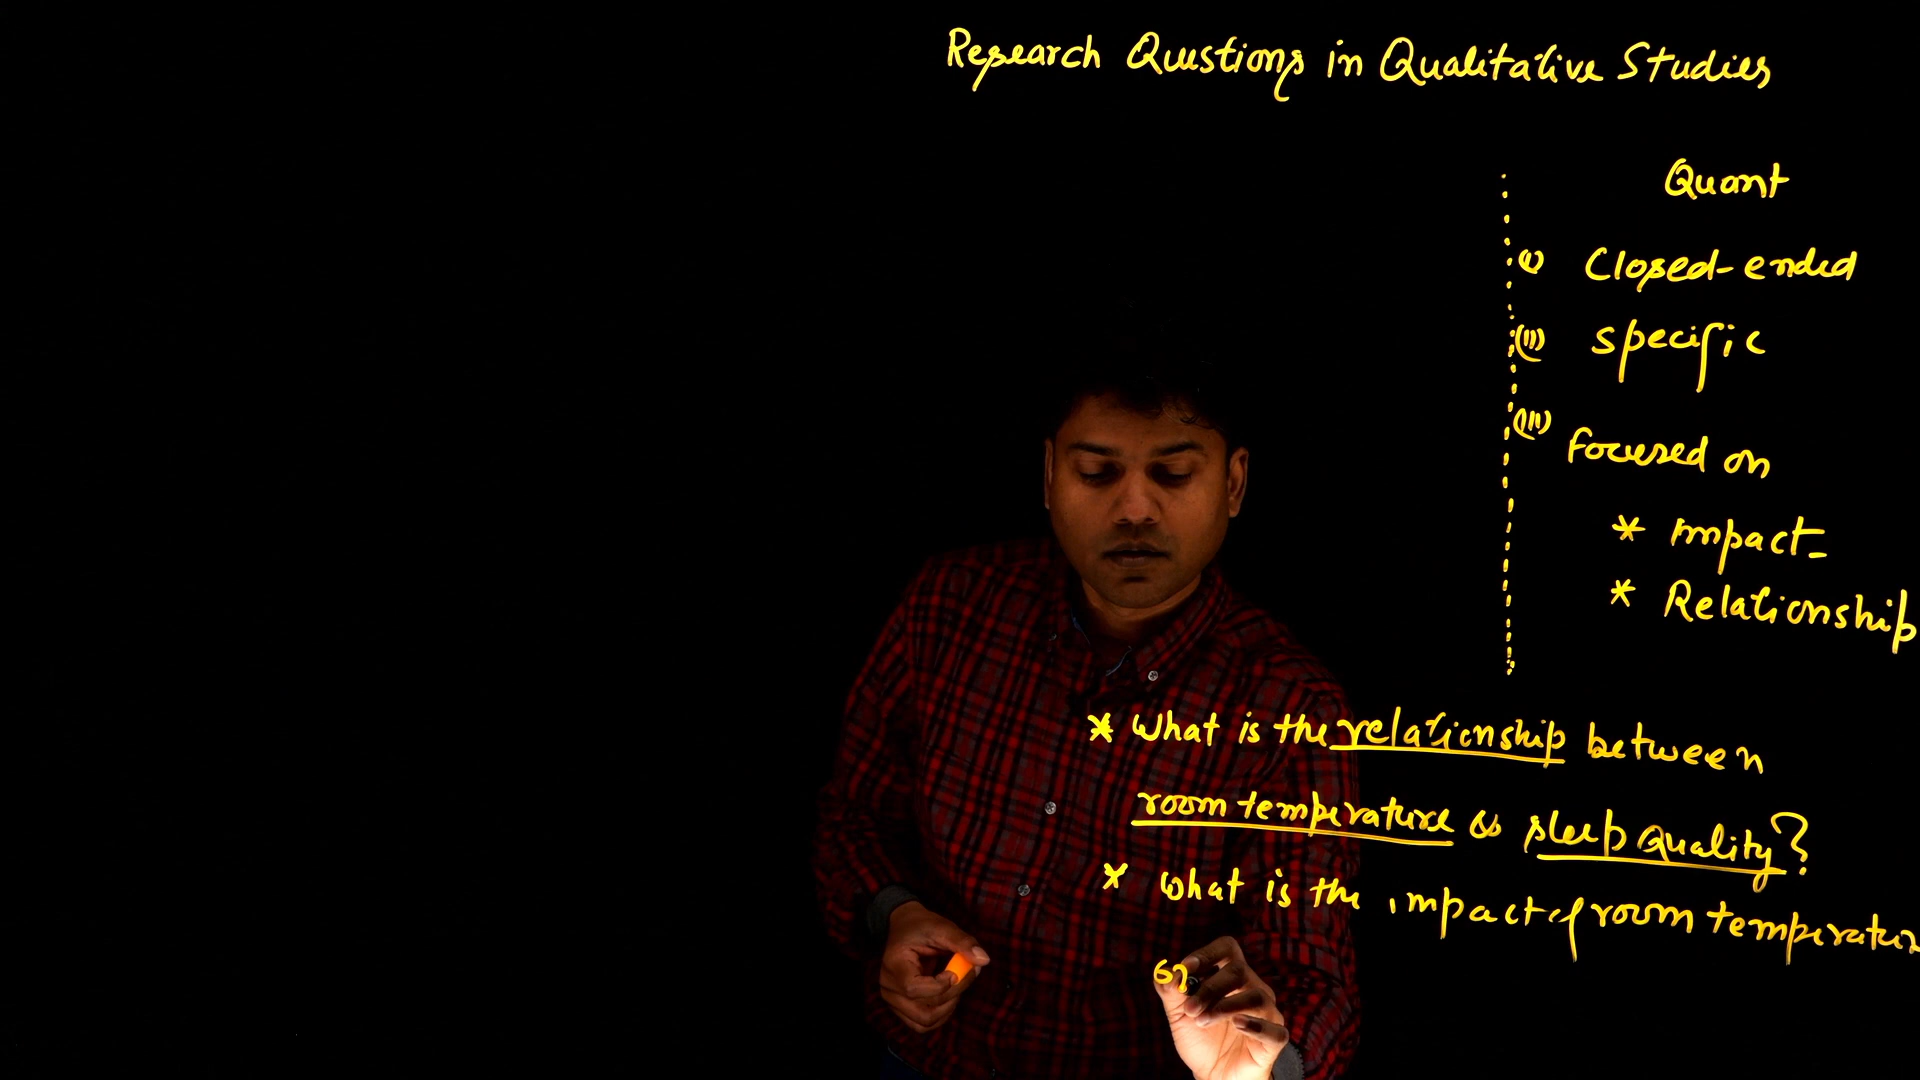 Research Questions in Qualitative Studies
Quant
(i) Closed-ended
(ii) Specific
(iii) Focused on
* Impact
* Relationship
* What is the relationship between
room temperature & sleep Quality?
* What is the impact of room temperature
on